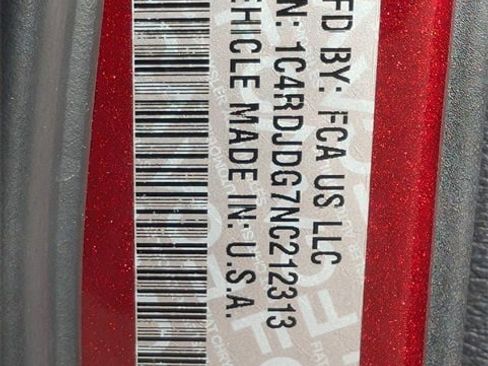 FD BY: FCA US LLC
N: 1C4RDJDG7NC212313
EHICLE MADE IN: U.S.A.